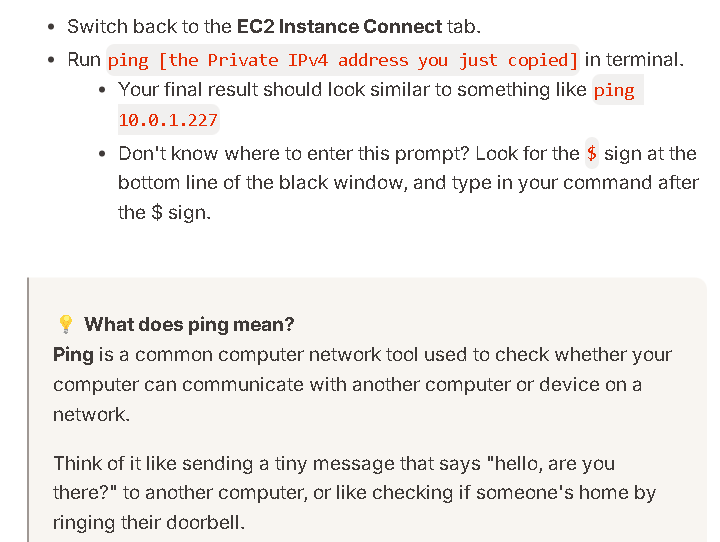 Switch back to the EC2 Instance Connect tab.
Run ping [the Private IPv4 address you just copied] in terminal.
Your final result should look similar to something like ping
10.0.1.227
Don't know where to enter this prompt? Look for the $ sign at the
bottom line of the black window, and type in your command after
the $ sign.
💡 What does ping mean?
Ping is a common computer network tool used to check whether your
computer can communicate with another computer or device on a
network.
Think of it like sending a tiny message that says "hello, are you
there?" to another computer, or like checking if someone's home by
ringing their doorbell.